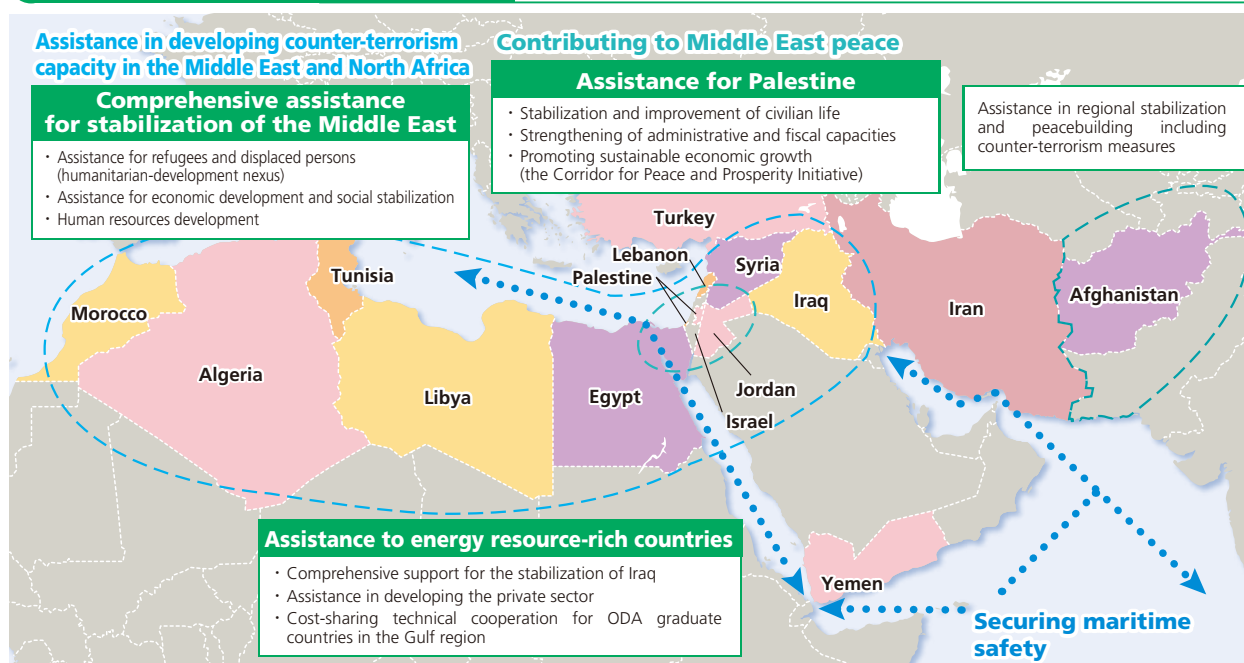 Assistance in developing counter-terrorism
capacity in the Middle East and North Africa
Comprehensive assistance
for stabilization of the Middle East
・Assistance for refugees and displaced persons
(humanitarian-development nexus)
・Assistance for economic development and social stabilization
・Human resources development
Contributing to Middle East peace
Assistance for Palestine
・Stabilization and improvement of civilian life
・Strengthening of administrative and fiscal capacities
・Promoting sustainable economic growth
(the Corridor for Peace and Prosperity Initiative)
Assistance in regional stabilization
and peacebuilding including
counter-terrorism measures
Turkey
Lebanon
Syria
Tunisia
Palestine
Iraq
Iran
Afghanistan
Morocco
Algeria
Libya
Egypt
Jordan
Israel
Assistance to energy resource-rich countries
・Comprehensive support for the stabilization of Iraq
・Assistance in developing the private sector
・Cost-sharing technical cooperation for ODA graduate
countries in the Gulf region
Yemen
Securing maritime
safety